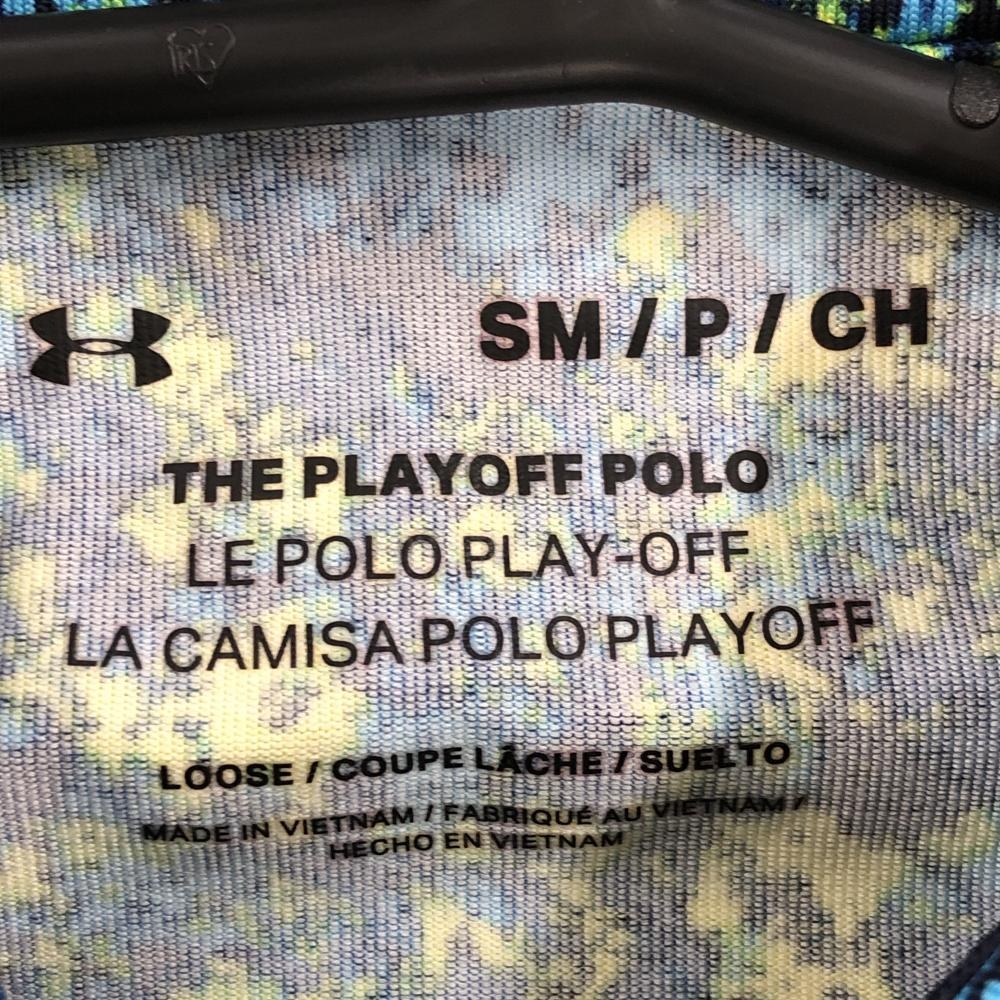 IRIS
SM / P / CH
THE PLAYOFF POLO
LE POLO PLAY-OFF
LA CAMISA POLO PLAYOFF
LOOSE / COUPE LÂCHE / SUELTO
MADE IN VIETNAM / FABRIQUÉ AU VIETNAM /
HECHO EN VIETNAM